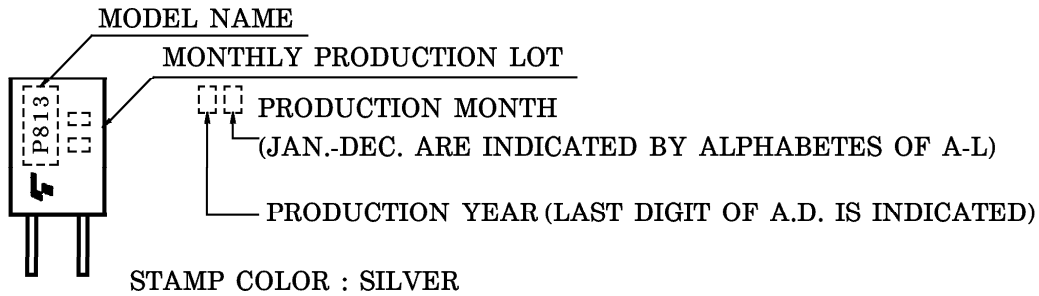 MODEL NAME
MONTHLY PRODUCTION LOT
P813
PRODUCTION MONTH
(JAN.-DEC. ARE INDICATED BY ALPHABETES OF A-L)
PRODUCTION YEAR (LAST DIGIT OF A.D. IS INDICATED)
STAMP COLOR : SILVER